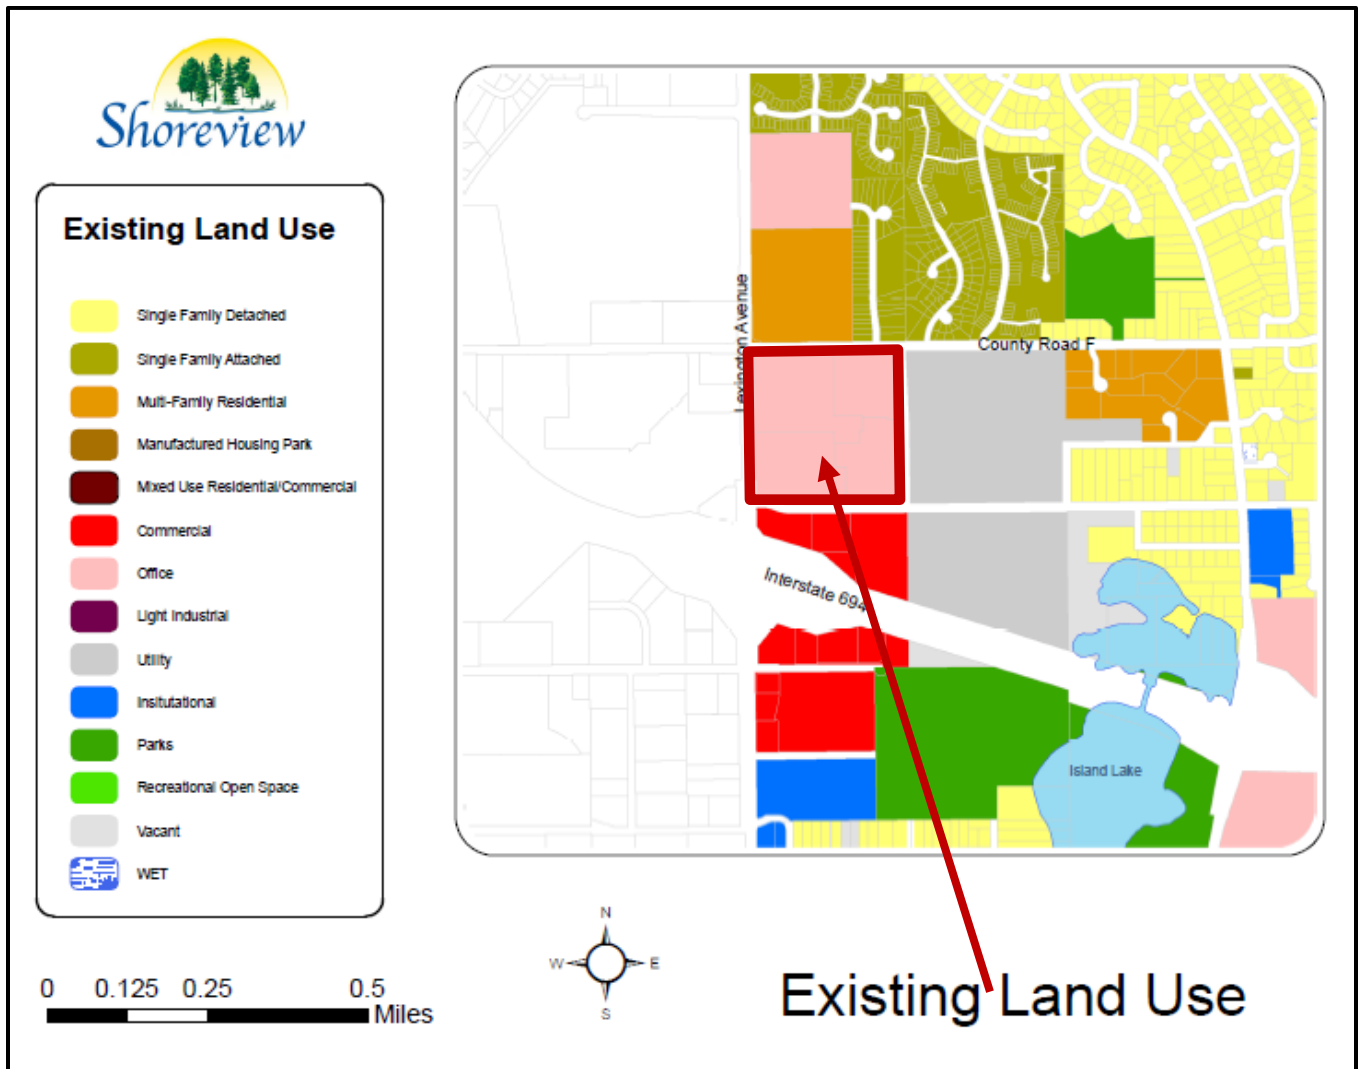 Shoreview
Existing Land Use
Single Family Detached
Single Family Attached
Multi-Family Residential
Manufactured Housing Park
Mixed Use Residential/Commercial
Commercial
Office
Light Industrial
Utility
Insitutational
Parks
Recreational Open Space
Vacant
WET
Lexington Avenue
County Road F
Interstate 694
Island Lake
N
W
E
S
0 0.125 0.25 0.5
Miles
Existing Land Use